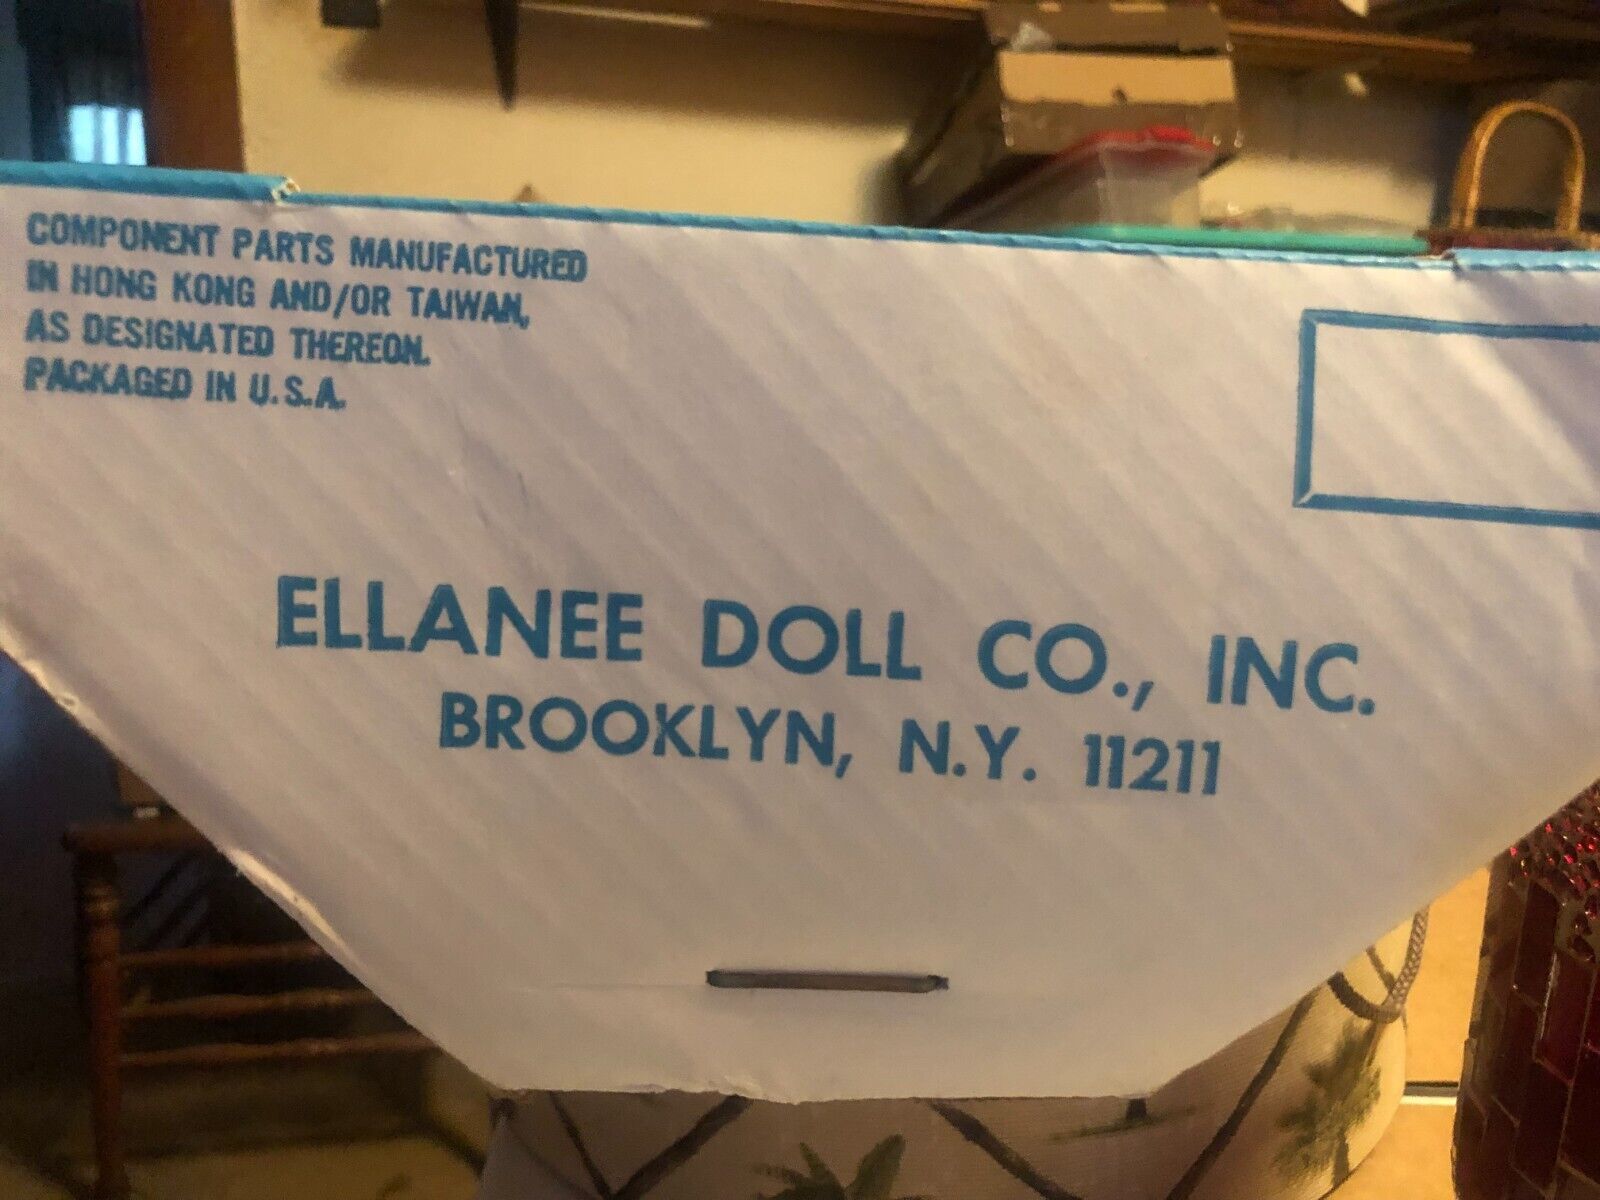 COMPONENT PARTS MANUFACTURED
IN HONG KONG AND/OR TAIWAN,
AS DESIGNATED THEREON.
PACKAGED IN U.S.A.
ELLANEE DOLL CO., INC.
BROOKLYN, N.Y. 11211